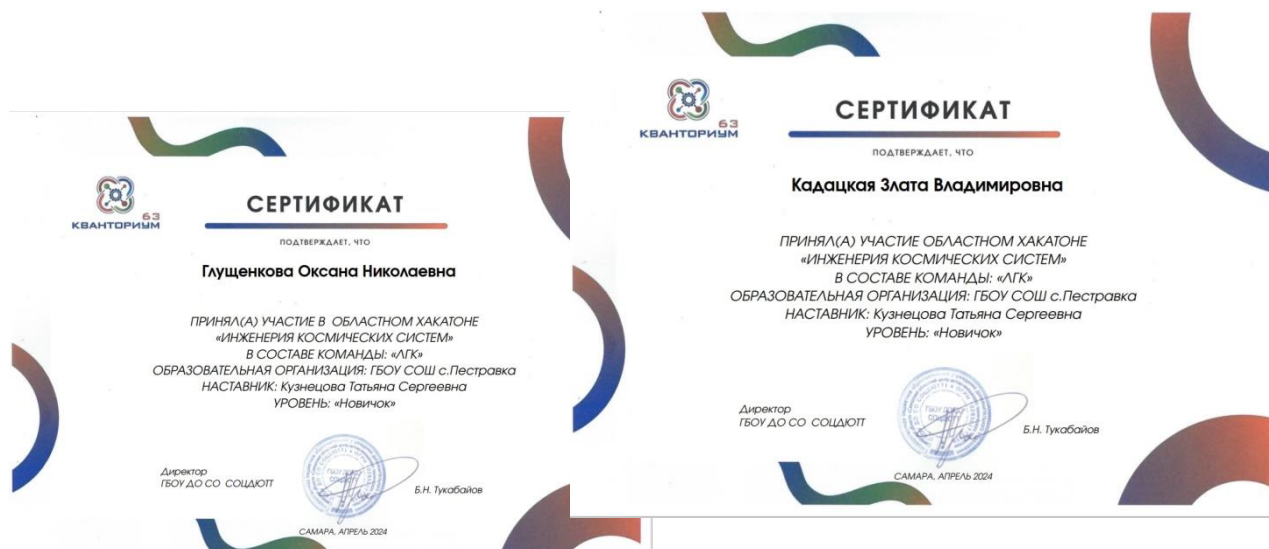 63
КВАНТОРИУМ
СЕРТИФИКАТ
ПОДТВЕРЖДАЕТ, ЧТО
Глущенкова Оксана Николаевна
ПРИНЯЛ(А) УЧАСТИЕ В ОБЛАСТНОМ ХАКАТОНЕ
«ИНЖЕНЕРИЯ КОСМИЧЕСКИХ СИСТЕМ»
В СОСТАВЕ КОМАНДЫ: «ЛГК»
ОБРАЗОВАТЕЛЬНАЯ ОРГАНИЗАЦИЯ: ГБОУ СОШ с.Пестравка
НАСТАВНИК: Кузнецова Татьяна Сергеевна
УРОВЕНЬ: «Новичок»
Директор
ГБОУ ДО СО СОЦДЮТТ
Б.Н. Тукабайов
САМАРА, АПРЕЛЬ 2024
63
КВАНТОРИУМ
СЕРТИФИКАТ
ПОДТВЕРЖДАЕТ, ЧТО
Кадацкая Злата Владимировна
ПРИНЯЛ(А) УЧАСТИЕ ОБЛАСТНОМ ХАКАТОНЕ
«ИНЖЕНЕРИЯ КОСМИЧЕСКИХ СИСТЕМ»
В СОСТАВЕ КОМАНДЫ: «ЛГК»
ОБРАЗОВАТЕЛЬНАЯ ОРГАНИЗАЦИЯ: ГБОУ СОШ с.Пестравка
НАСТАВНИК: Кузнецова Татьяна Сергеевна
УРОВЕНЬ: «Новичок»
Директор
ГБОУ ДО СО СОЦДЮТТ
Б.Н. Тукабайов
САМАРА, АПРЕЛЬ 2024